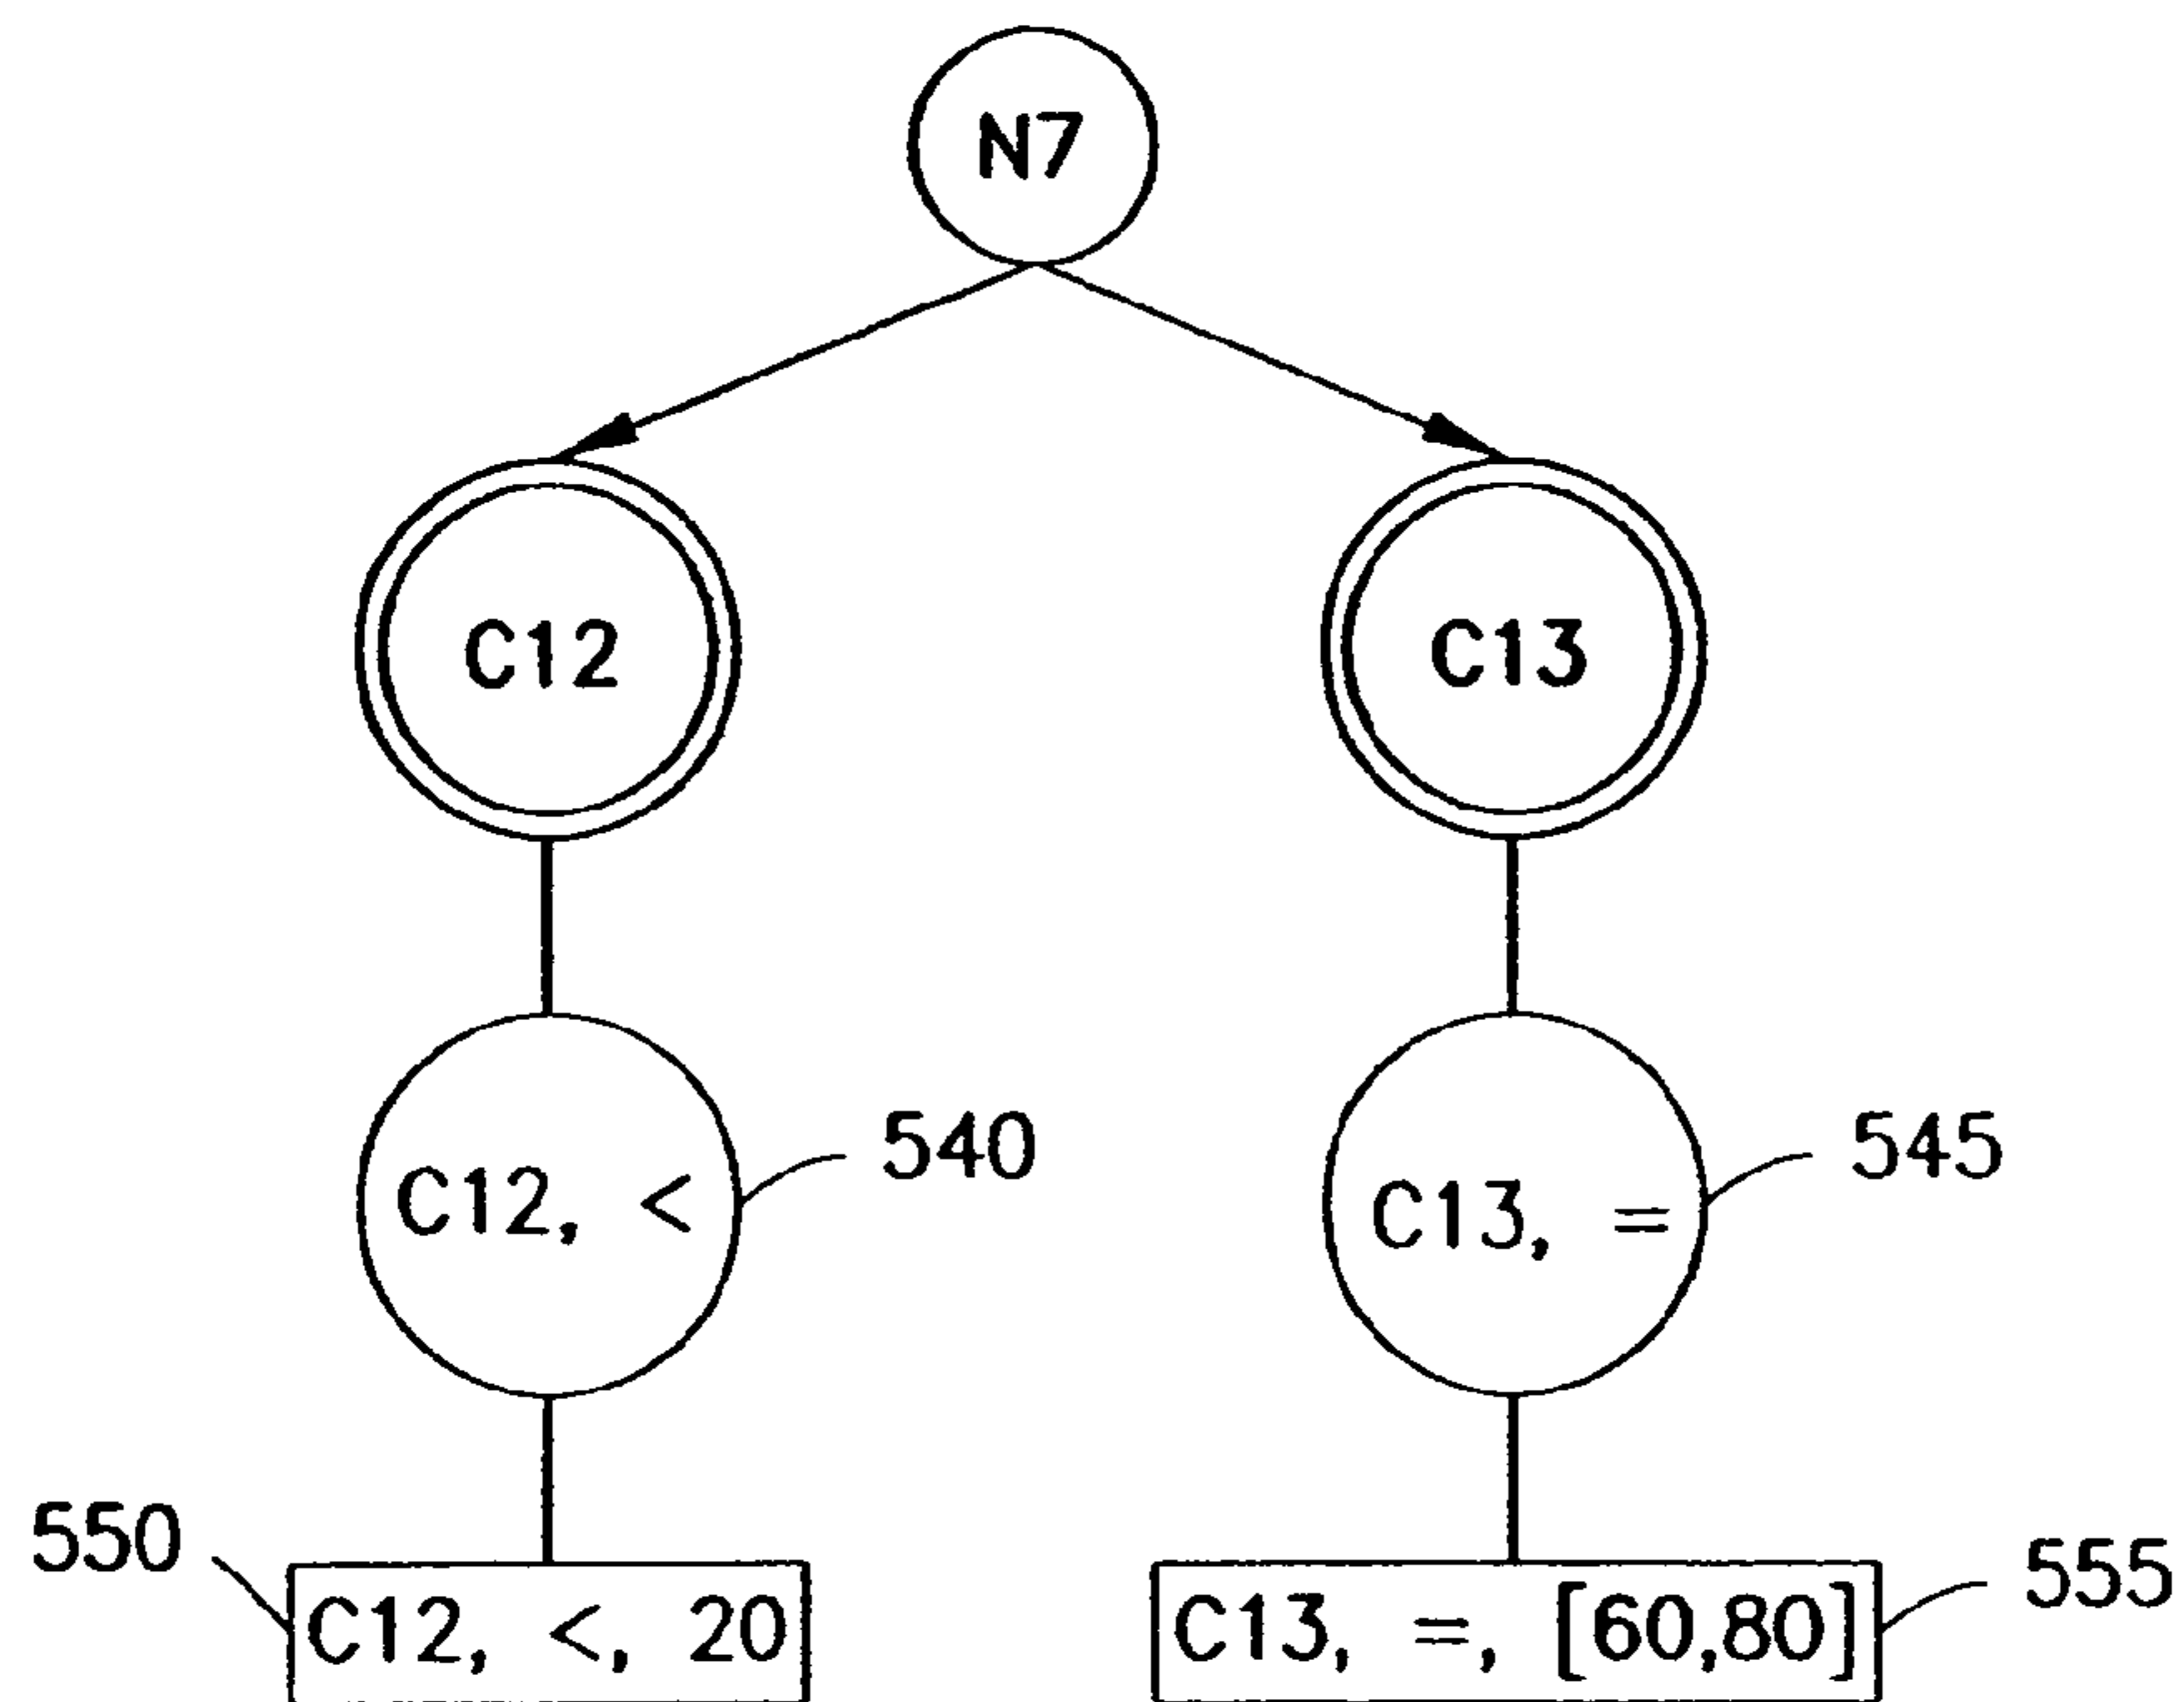 N7
C12
C13
C12, <
540
C13, =
545
550
C12, <, 20
C13, =, [60,80]
555